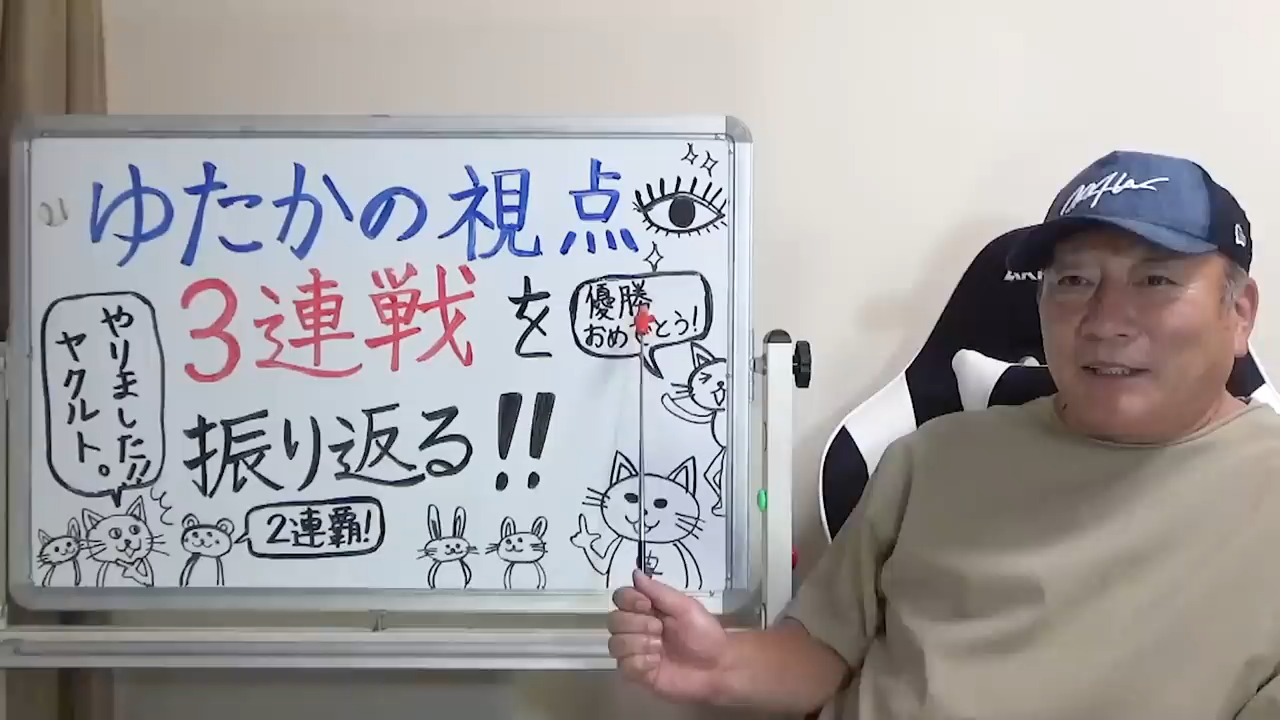 ゆたかの視点
3連戦を
振り返る!!
やりました!!
ヤクルト。
優勝
おめでとう!
2連覇!